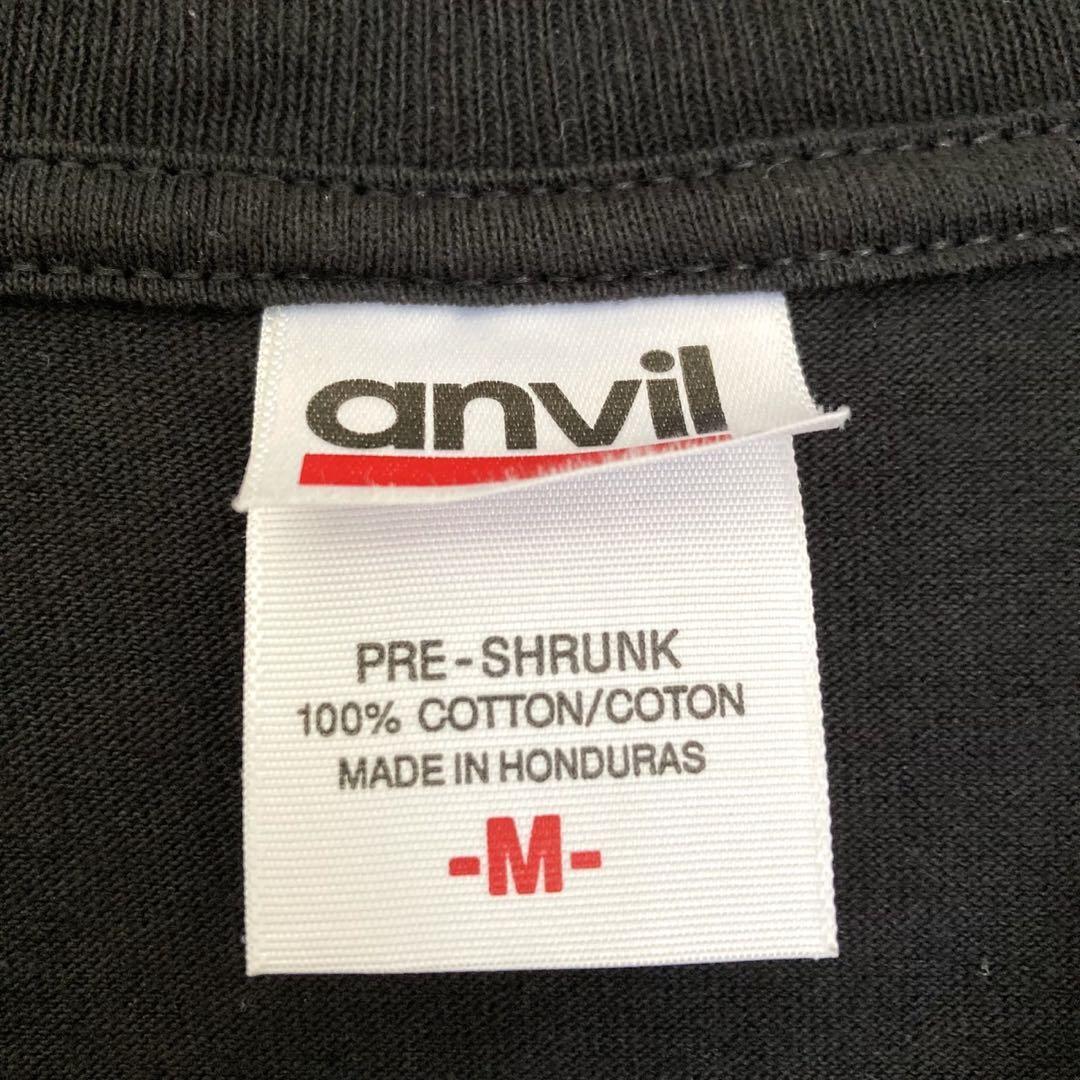 anvil
PRE-SHRUNK
100% COTTON/COTON
MADE IN HONDURAS
-M-